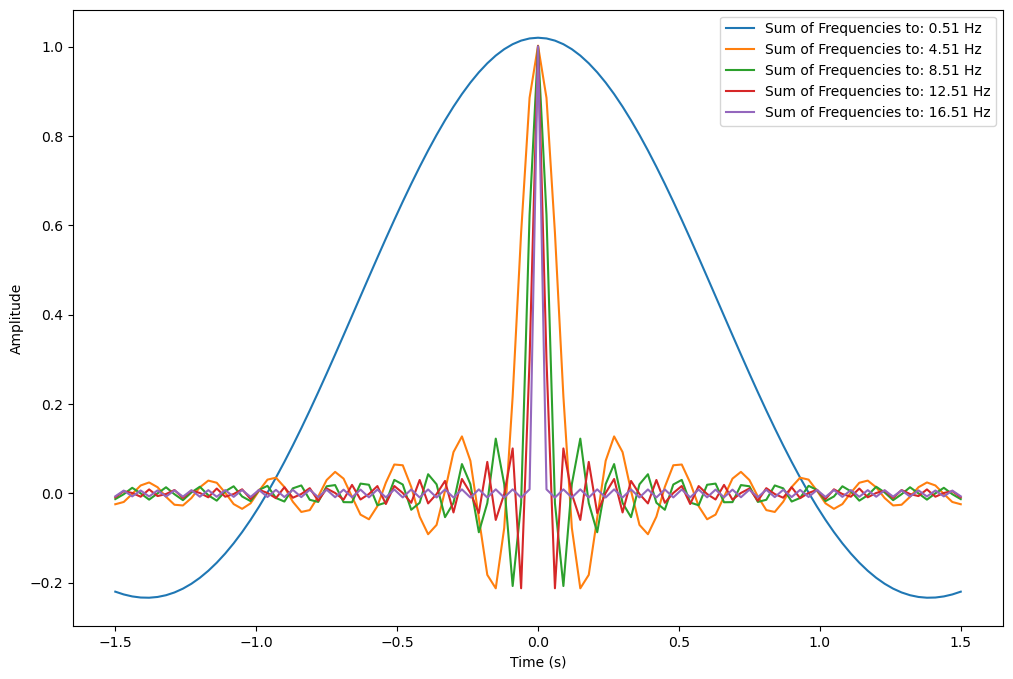 Sum of Frequencies to: 0.51 Hz
Sum of Frequencies to: 4.51 Hz
Sum of Frequencies to: 8.51 Hz
Sum of Frequencies to: 12.51 Hz
Sum of Frequencies to: 16.51 Hz
1.0
0.8
0.6
0.4
0.2
0.0
−0.2
Amplitude
−1.5 −1.0 −0.5 0.0 0.5 1.0 1.5
Time (s)